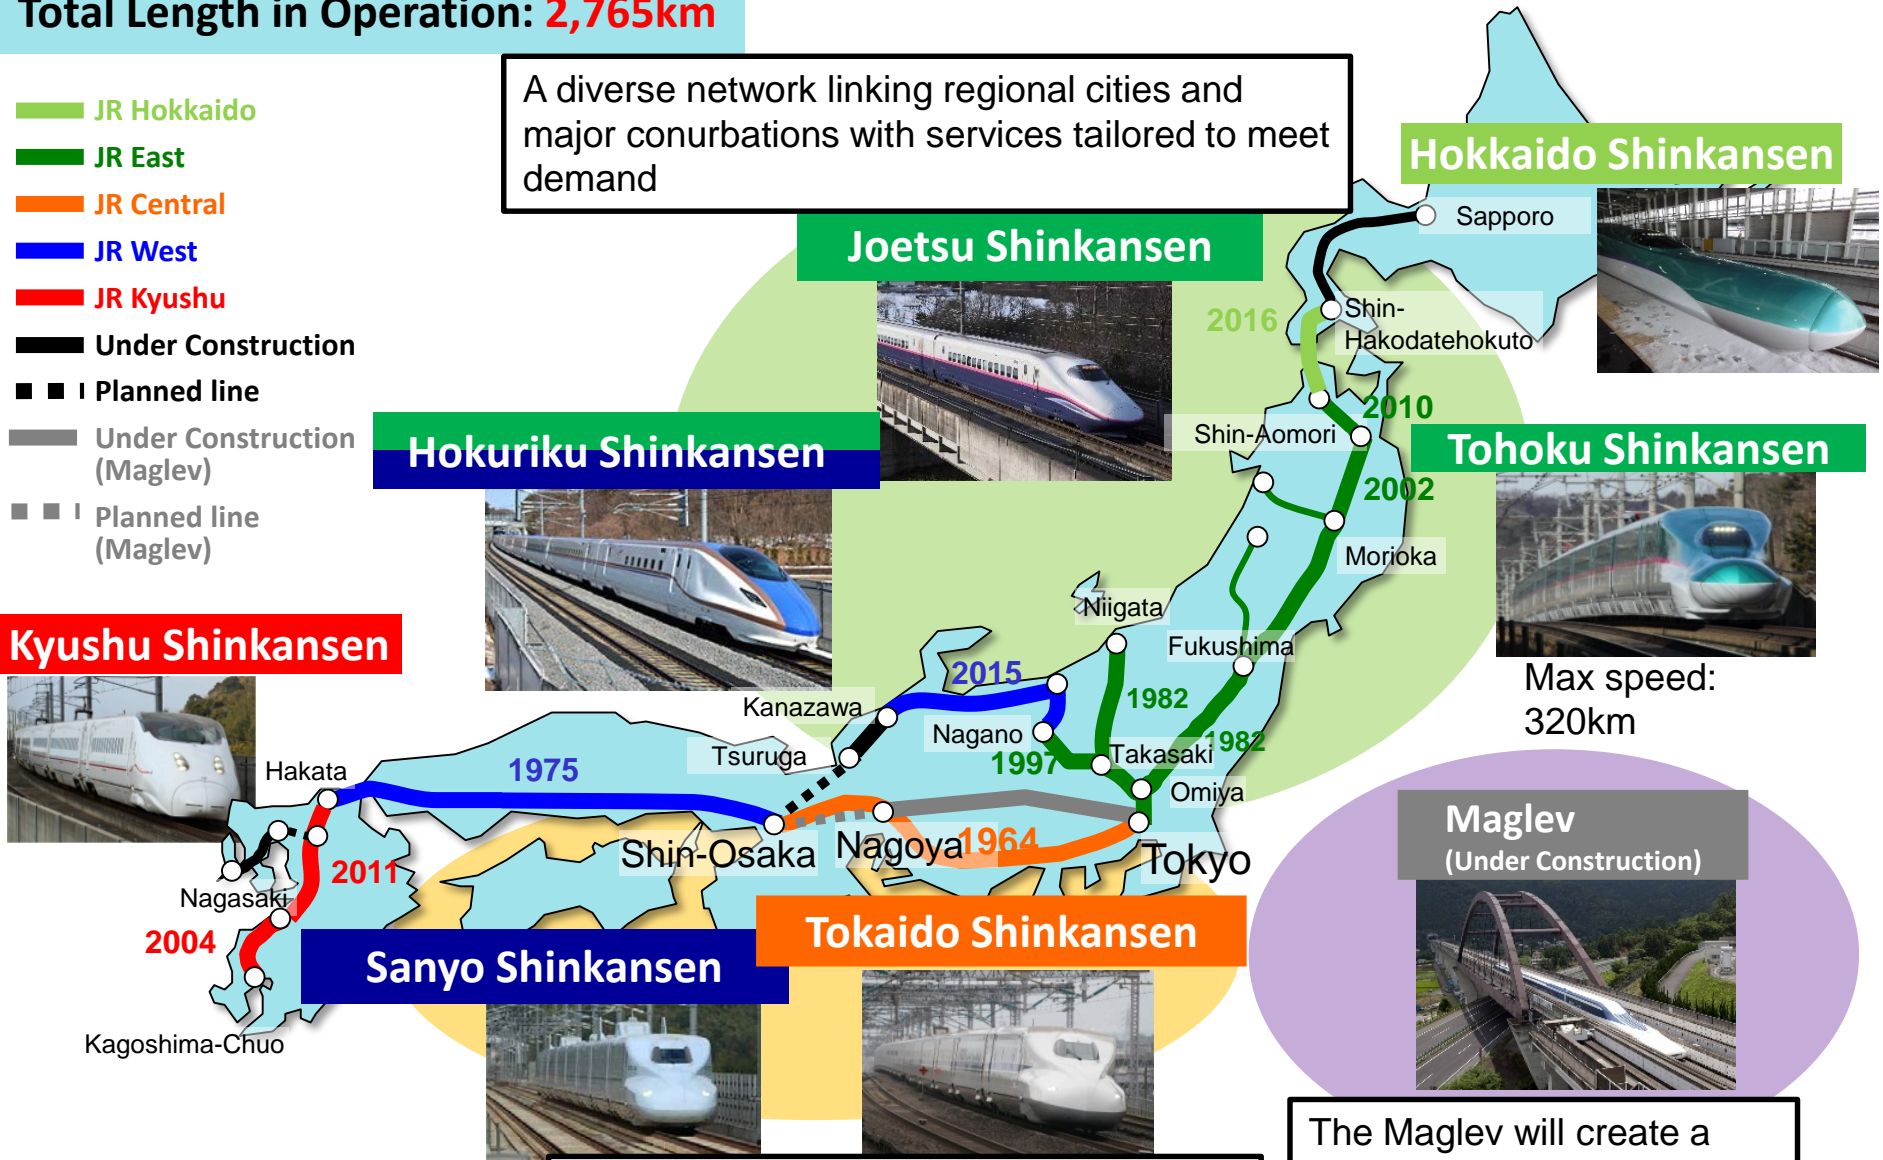 Total Length in Operation: 2,765km
JR Hokkaido
JR East
JR Central
JR West
JR Kyushu
Under Construction
Planned line
Under Construction
(Maglev)
Planned line
(Maglev)
A diverse network linking regional cities and
major conurbations with services tailored to meet
demand
Hokkaido Shinkansen
Sapporo
Joetsu Shinkansen
2016
Shin-
Hakodatehokuto
2010
Shin-Aomori
Hokuriku Shinkansen
Tohoku Shinkansen
2002
Morioka
Niigata
Kyushu Shinkansen
Fukushima
2015
Max speed:
320km
1982
Kanazawa
Nagano
1982
Tsuruga
1997
Takasaki
Hakata
1975
Omiya
Maglev
(Under Construction)
Shin-Osaka
Nagoya
1964
Tokyo
2011
Nagasaki
2004
Tokaido Shinkansen
Sanyo Shinkansen
Kagoshima-Chuo
The Maglev will create a